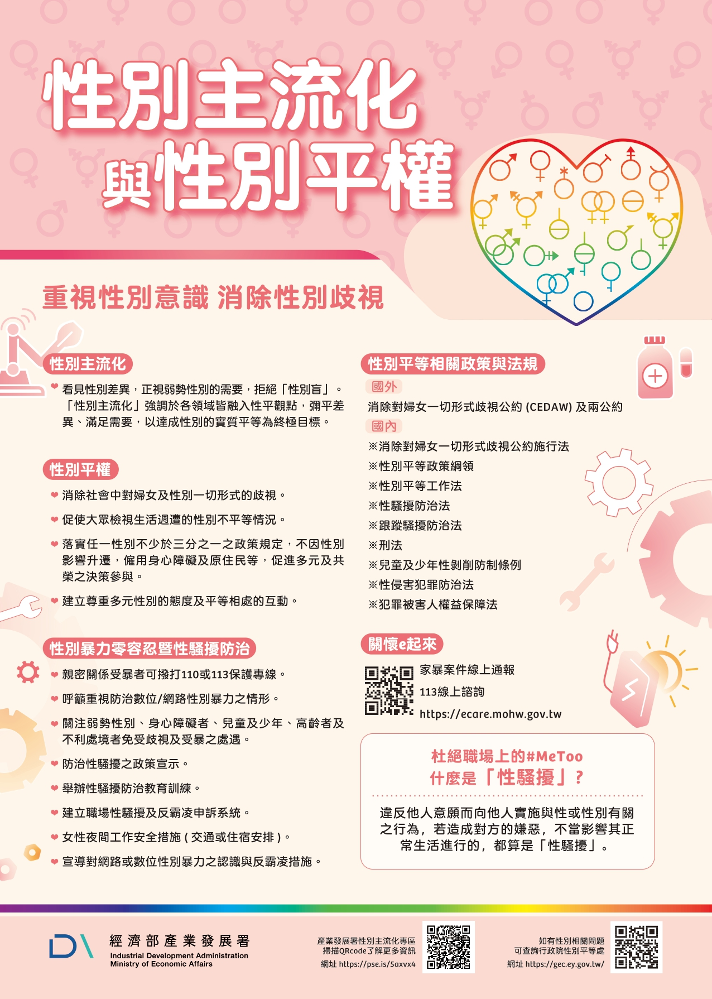 性別主流化
與性別平權
重視性別意識 消除性別歧視
性別主流化
❤ 看見性別差異，正視弱勢性別的需要，拒絕「性別盲」。
「性別主流化」強調於各領域皆融入性平觀點，彌平差
異、滿足需要，以達成性別的實質平等為終極目標。
性別平權
❤ 消除社會中對婦女及性別一切形式的歧視。
❤ 促使大眾檢視生活週遭的性別不平等情況。
❤ 落實任一性別不少於三分之一之政策規定，不因性別
影響升遷，僱用身心障礙及原住民等，促進多元及共
榮之決策參與。
❤ 建立尊重多元性別的態度及平等相處的互動。
性別暴力零容忍暨性騷擾防治
❤ 親密關係受暴者可撥打110或113保護專線。
❤ 呼籲重視防治數位/網路性別暴力之情形。
❤ 關注弱勢性別、身心障礙者、兒童及少年、高齡者及
不利處境者免受歧視及受暴之處遇。
❤ 防治性騷擾之政策宣示。
❤ 舉辦性騷擾防治教育訓練。
❤ 建立職場性騷擾及反霸凌申訴系統。
❤ 女性夜間工作安全措施 ( 交通或住宿安排 )。
❤ 宣導對網路或數位性別暴力之認識與反霸凌措施。
性別平等相關政策與法規
國外
消除對婦女一切形式歧視公約 (CEDAW) 及兩公約
國內
※消除對婦女一切形式歧視公約施行法
※性別平等政策綱領
※性別平等工作法
※性騷擾防治法
※跟蹤騷擾防治法
※刑法
※兒童及少年性剝削防制條例
※性侵害犯罪防治法
※犯罪被害人權益保障法
關懷e起來
家暴案件線上通報
113線上諮詢
https://ecare.mohw.gov.tw
杜絕職場上的#MeToo
什麼是「性騷擾」?
違反他人意願而向他人實施與性或性別有關
之行為，若造成對方的嫌惡，不當影響其正
常生活進行的，都算是「性騷擾」。
經濟部產業發展署
Industrial Development Administration
Ministry of Economic Affairs
產業發展署性別主流化專區
掃描QRcode了解更多資訊
網址 https://pse.is/5axvx4
如有性別相關問題
可查詢行政院性別平等處
網址 https://gec.ey.gov.tw/